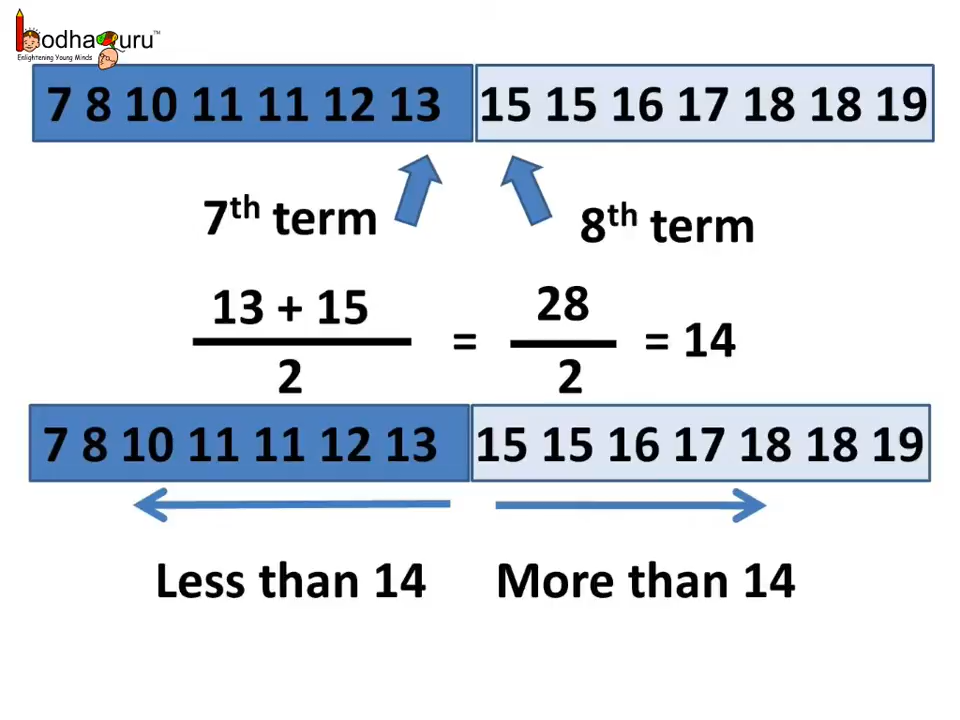 bodhaguru™
Enlightening Young Minds
7 8 10 11 11 12 13 15 15 16 17 18 18 19
7th term 8th term
13 + 15 / 2 = 28 / 2 = 14
7 8 10 11 11 12 13 15 15 16 17 18 18 19
Less than 14 More than 14